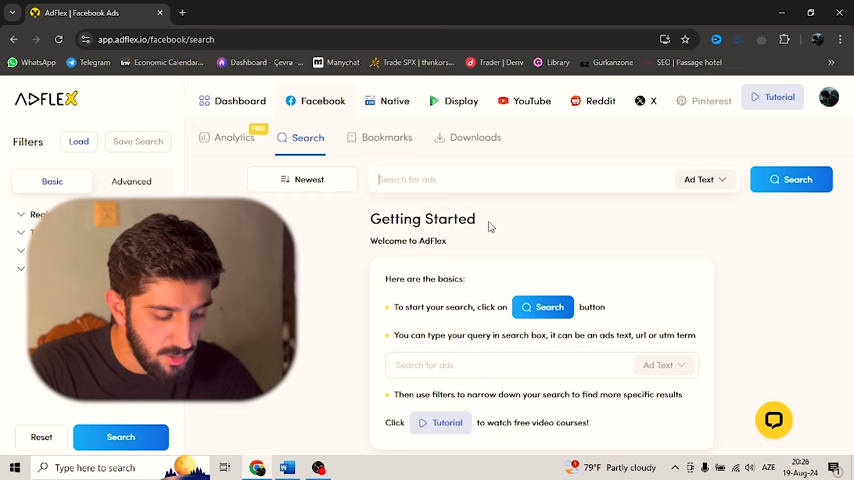 AdFlex | Facebook Ads
app.adflex.io/facebook/search
WhatsApp Telegram Economic Calendar... Dashboard - Çevra -... Manychat Trade SPX | thinkors... Trader | Deriv Library Gurkanzone SEO | Passage hotel
ADFLEX
Dashboard Facebook Native Display YouTube Reddit X Pinterest Tutorial
Filters Load Save Search
Analytics FREE Search Bookmarks Downloads
Basic Advanced
Newest Search for ads Ad Text Search
Getting Started
Welcome to AdFlex
Here are the basics:
To start your search, click on Search button
You can type your query in search box, it can be an ads text, url or utm term
Search for ads Ad Text
Then use filters to narrow down your search to find more specific results
Click Tutorial to watch free video courses!
Reset Search
Type here to search
79°F Partly cloudy AZE 20:26
19-Aug-24